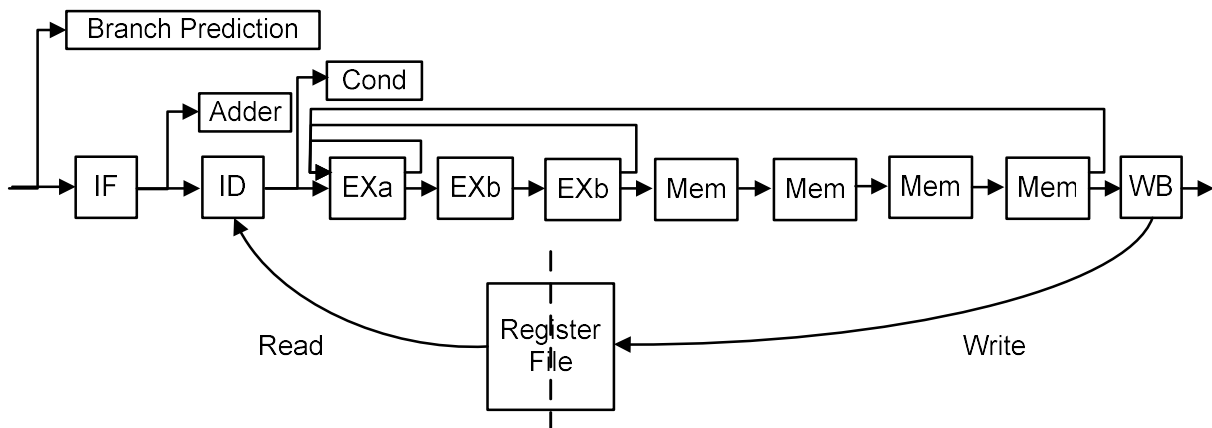 Branch Prediction
Cond
Adder
IF
ID
EXa
EXb
EXb
Mem
Mem
Mem
Mem
WB
Register
File
Read
Write